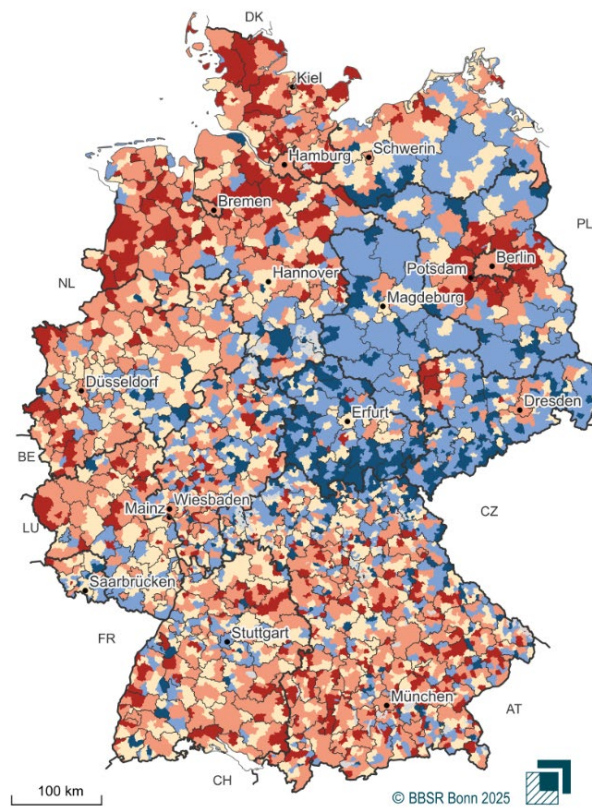 DK
Kiel
Schwerin
Hamburg
Bremen
PL
Berlin
Potsdam
NL
Hannover
Magdeburg
Düsseldorf
Erfurt
Dresden
BE
Wiesbaden
Mainz
LU
CZ
Saarbrücken
FR
Stuttgart
München
AT
CH
100 km
© BBSR Bonn 2025